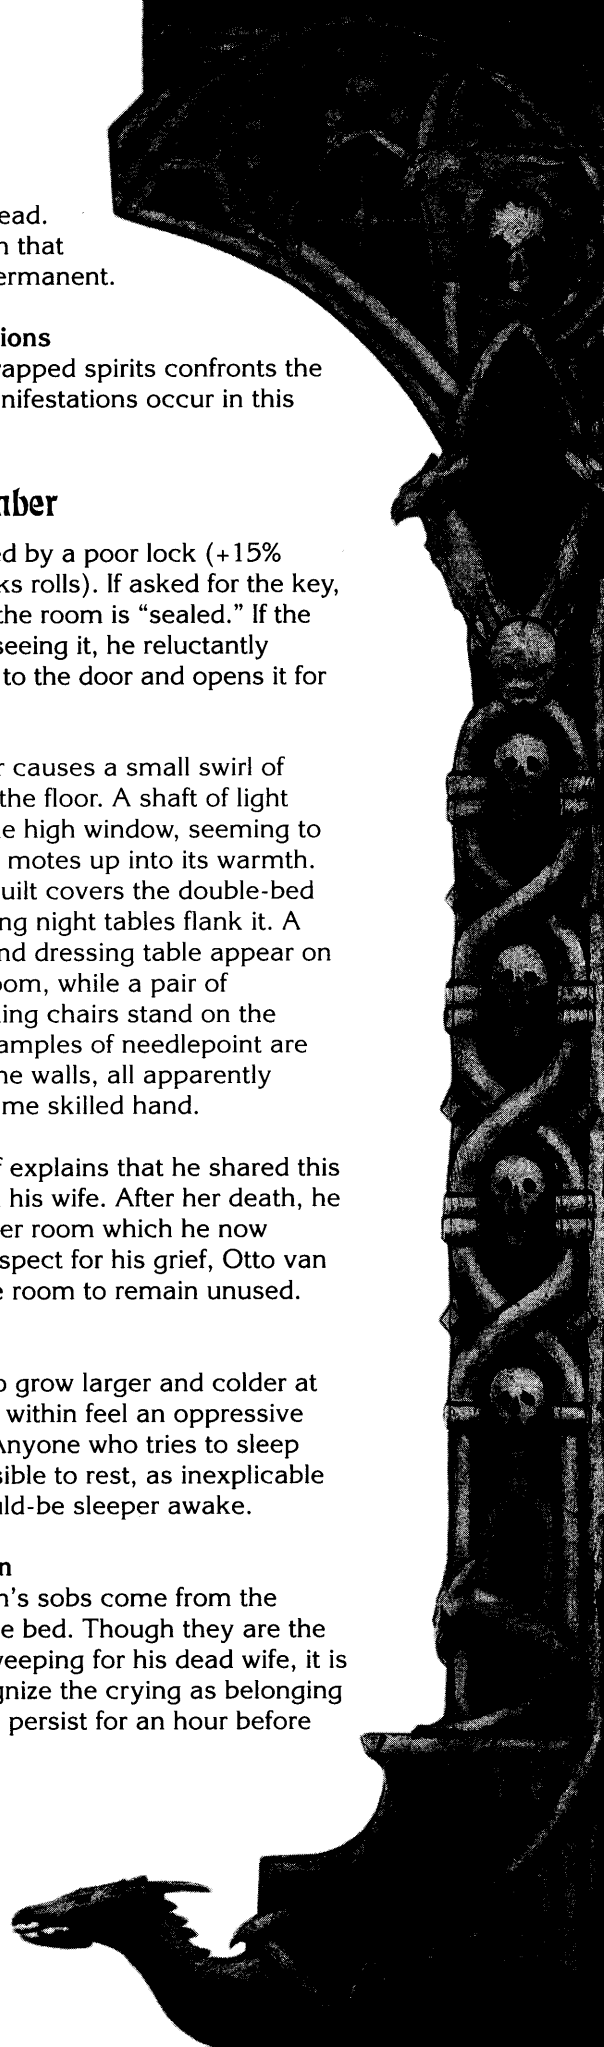 ead.
n that
ermanent.
ions
rapped spirits confronts the
nifestations occur in this
nber
ed by a poor lock (+15%
ks rolls). If asked for the key,
the room is “sealed.” If the
seeing it, he reluctantly
to the door and opens it for
r causes a small swirl of
the floor. A shaft of light
e high window, seeming to
motes up into its warmth.
uilt covers the double-bed
ng night tables flank it. A
nd dressing table appear on
oom, while a pair of
ing chairs stand on the
amples of needlepoint are
he walls, all apparently
me skilled hand.
f explains that he shared this
his wife. After her death, he
er room which he now
spect for his grief, Otto van
e room to remain unused.
o grow larger and colder at
within feel an oppressive
Anyone who tries to sleep
sible to rest, as inexplicable
uld-be sleeper awake.
n
n’s sobs come from the
e bed. Though they are the
veeping for his dead wife, it is
gnize the crying as belonging
persist for an hour before